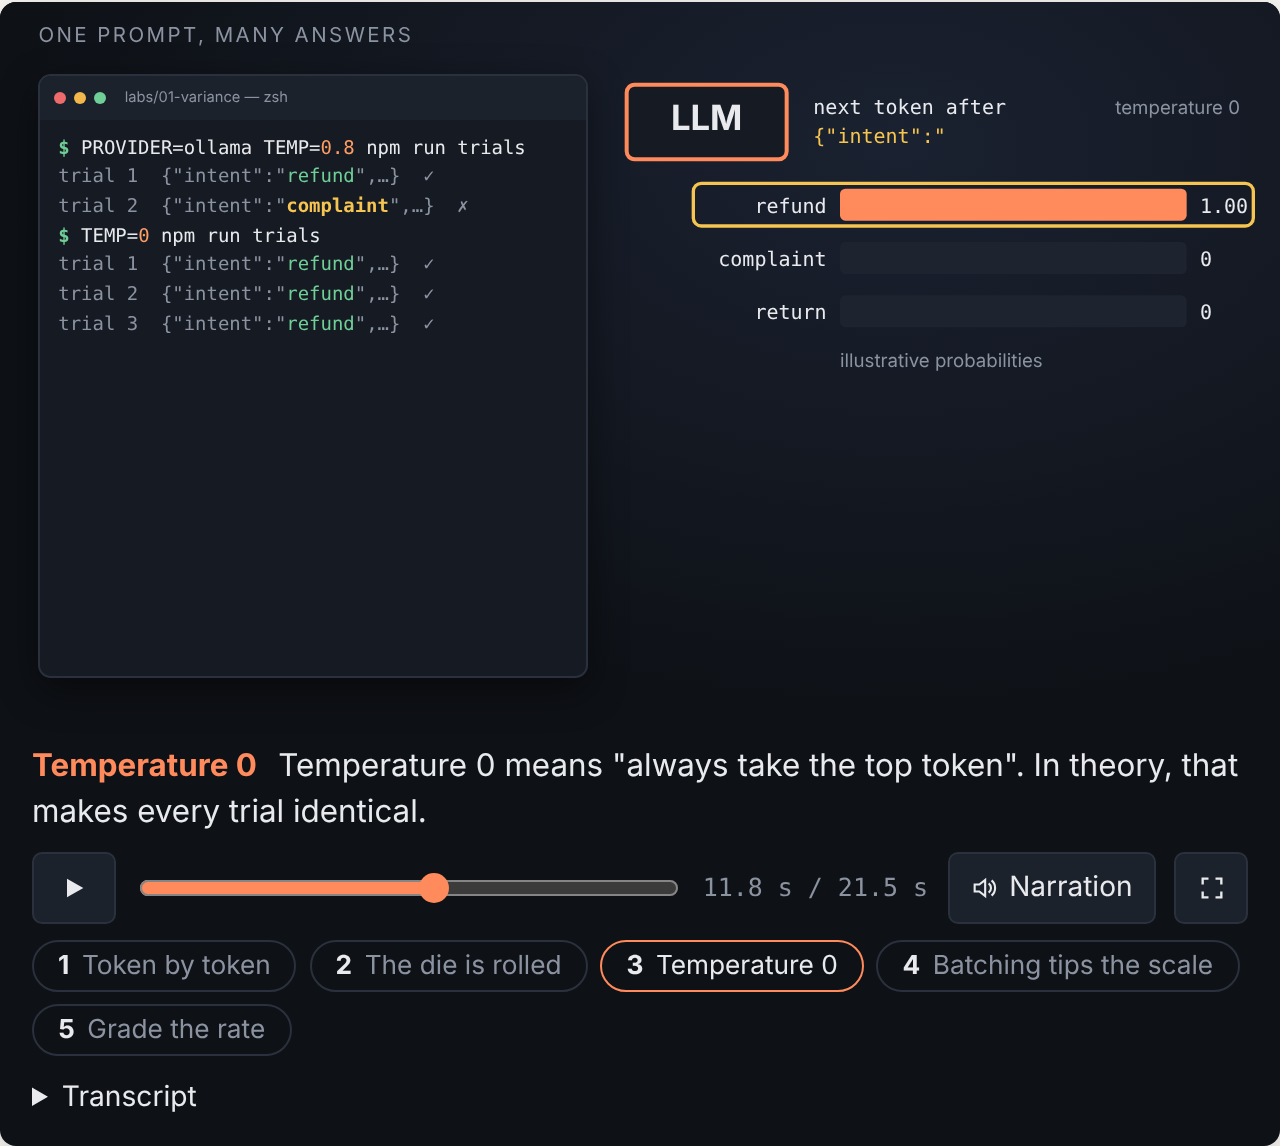 ONE PROMPT, MANY ANSWERS
labs/01-variance — zsh
$ PROVIDER=ollama TEMP=0.8 npm run trials
trial 1  {"intent":"refund",…}  ✓
trial 2  {"intent":"complaint",…}  ✗
$ TEMP=0 npm run trials
trial 1  {"intent":"refund",…}  ✓
trial 2  {"intent":"refund",…}  ✓
trial 3  {"intent":"refund",…}  ✓
LLM
next token after
{"intent":"
temperature 0
refund 1.00
complaint 0
return 0
illustrative probabilities
Temperature 0 Temperature 0 means "always take the top token". In theory, that
makes every trial identical.
11.8 s / 21.5 s
Narration
1 Token by token
2 The die is rolled
3 Temperature 0
4 Batching tips the scale
5 Grade the rate
Transcript